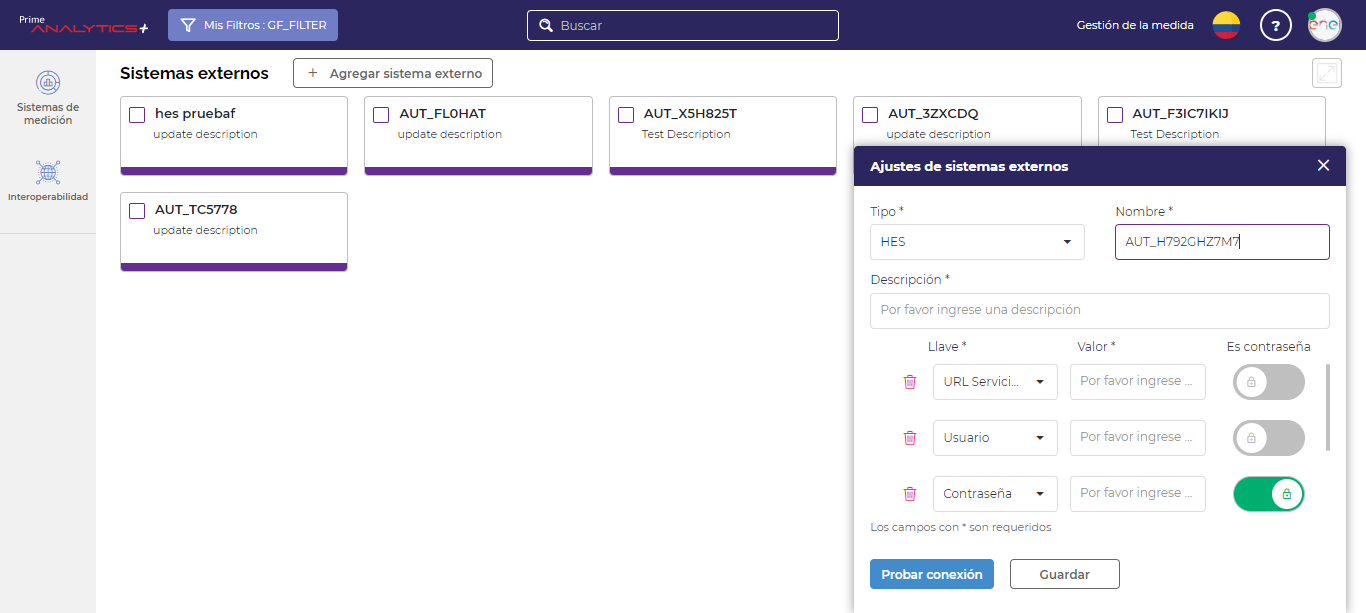 Prime
ANALYTICS+
Mis Filtros : GF_FILTER
Buscar
Gestión de la medida
?
ene
Sistemas de medición
Interoperabilidad
Sistemas externos
+ Agregar sistema externo
hes pruebaf
update description
AUT_FL0HAT
update description
AUT_X5H825T
Test Description
AUT_3ZXCDQ
update description
AUT_F3IC7IKIJ
Test Description
AUT_TC5778
update description
Ajustes de sistemas externos
Tipo *
Nombre *
HES
AUT_H792GHZ7M7
Descripción *
Por favor ingrese una descripción
Llave *
Valor *
Es contraseña
URL Servici...
Por favor ingrese ...
Usuario
Por favor ingrese ...
Contraseña
Por favor ingrese ...
Los campos con * son requeridos
Probar conexión
Guardar